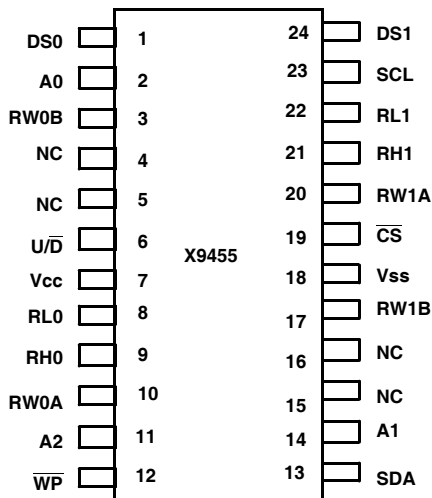 DS0 1 24 DS1
A0 2 23 SCL
RW0B 3 22 RL1
NC 4 21 RH1
NC 5 20 RW1A
U/D̅ 6 19 C̅S̅
X9455
Vcc 7 18 Vss
RL0 8 17 RW1B
RH0 9 16 NC
RW0A 10 15 NC
A2 11 14 A1
W̅P̅ 12 13 SDA